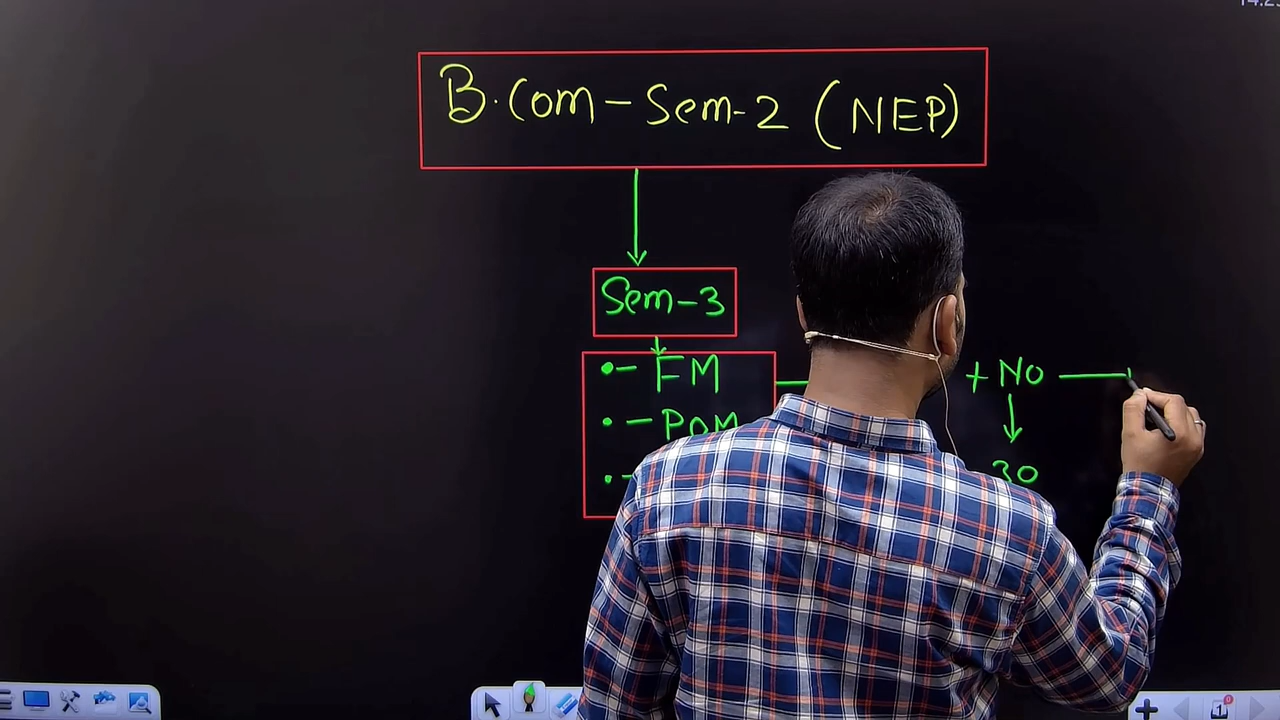 B.Com - Sem-2 (NEP)
Sem-3
•- FM
+ NO
• - POM
30